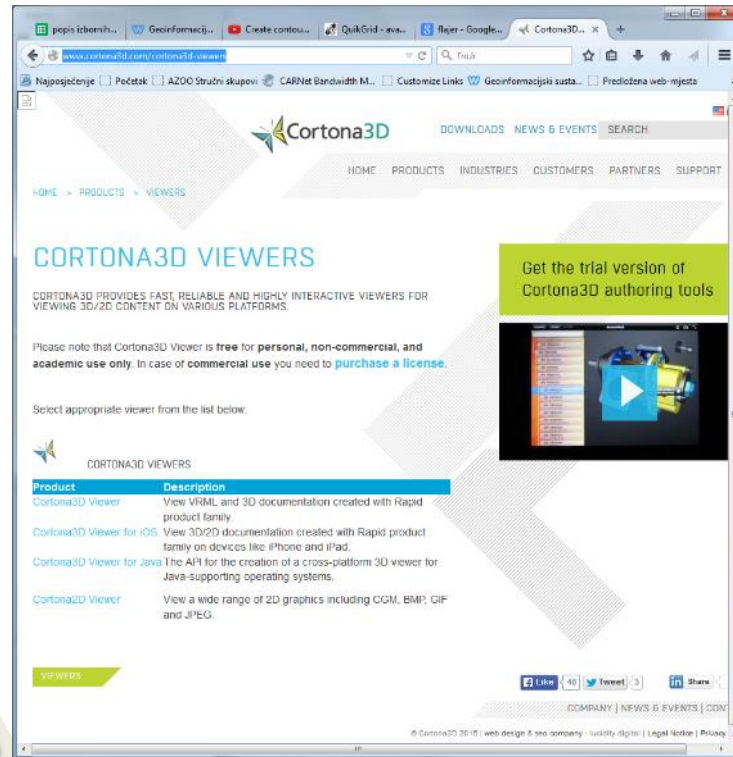 popis izbornih...
Geoinformacij...
Create contou...
QuikGrid - ava...
flajer - Google...
Cortona3D...
www.cortona3d.com/cortona3d-viewers
Traži
Najposjećenije
Početak
AZOO Stručni skupovi
CARNet Bandwidth M...
Customize Links
Geoinformacijski susta...
Predložena web-mjesta
Cortona3D
DOWNLOADS NEWS & EVENTS SEARCH
HOME PRODUCTS INDUSTRIES CUSTOMERS PARTNERS SUPPORT
HOME > PRODUCTS > VIEWERS
CORTONA3D VIEWERS
CORTONA3D PROVIDES FAST, RELIABLE AND HIGHLY INTERACTIVE VIEWERS FOR
VIEWING 3D/2D CONTENT ON VARIOUS PLATFORMS.
Please note that Cortona3D Viewer is free for personal, non-commercial, and
academic use only. In case of commercial use you need to purchase a license.
Select appropriate viewer from the list below.
Get the trial version of
Cortona3D authoring tools
CORTONA3D VIEWERS
Product Description
Cortona3D Viewer View VRML and 3D documentation created with Rapid
product family.
Cortona3D Viewer for iOS View 3D/2D documentation created with Rapid product
family on devices like iPhone and iPad.
Cortona3D Viewer for Java The API for the creation of a cross-platform 3D viewer for
Java-supporting operating systems.
Cortona2D Viewer View a wide range of 2D graphics including CGM, BMP, GIF
and JPEG.
VIEWERS
Like 40 Tweet 3 Share
COMPANY | NEWS & EVENTS | CON
© Cortona3D 2015 | web design & seo company - lucidity digital | Legal Notice | Privacy